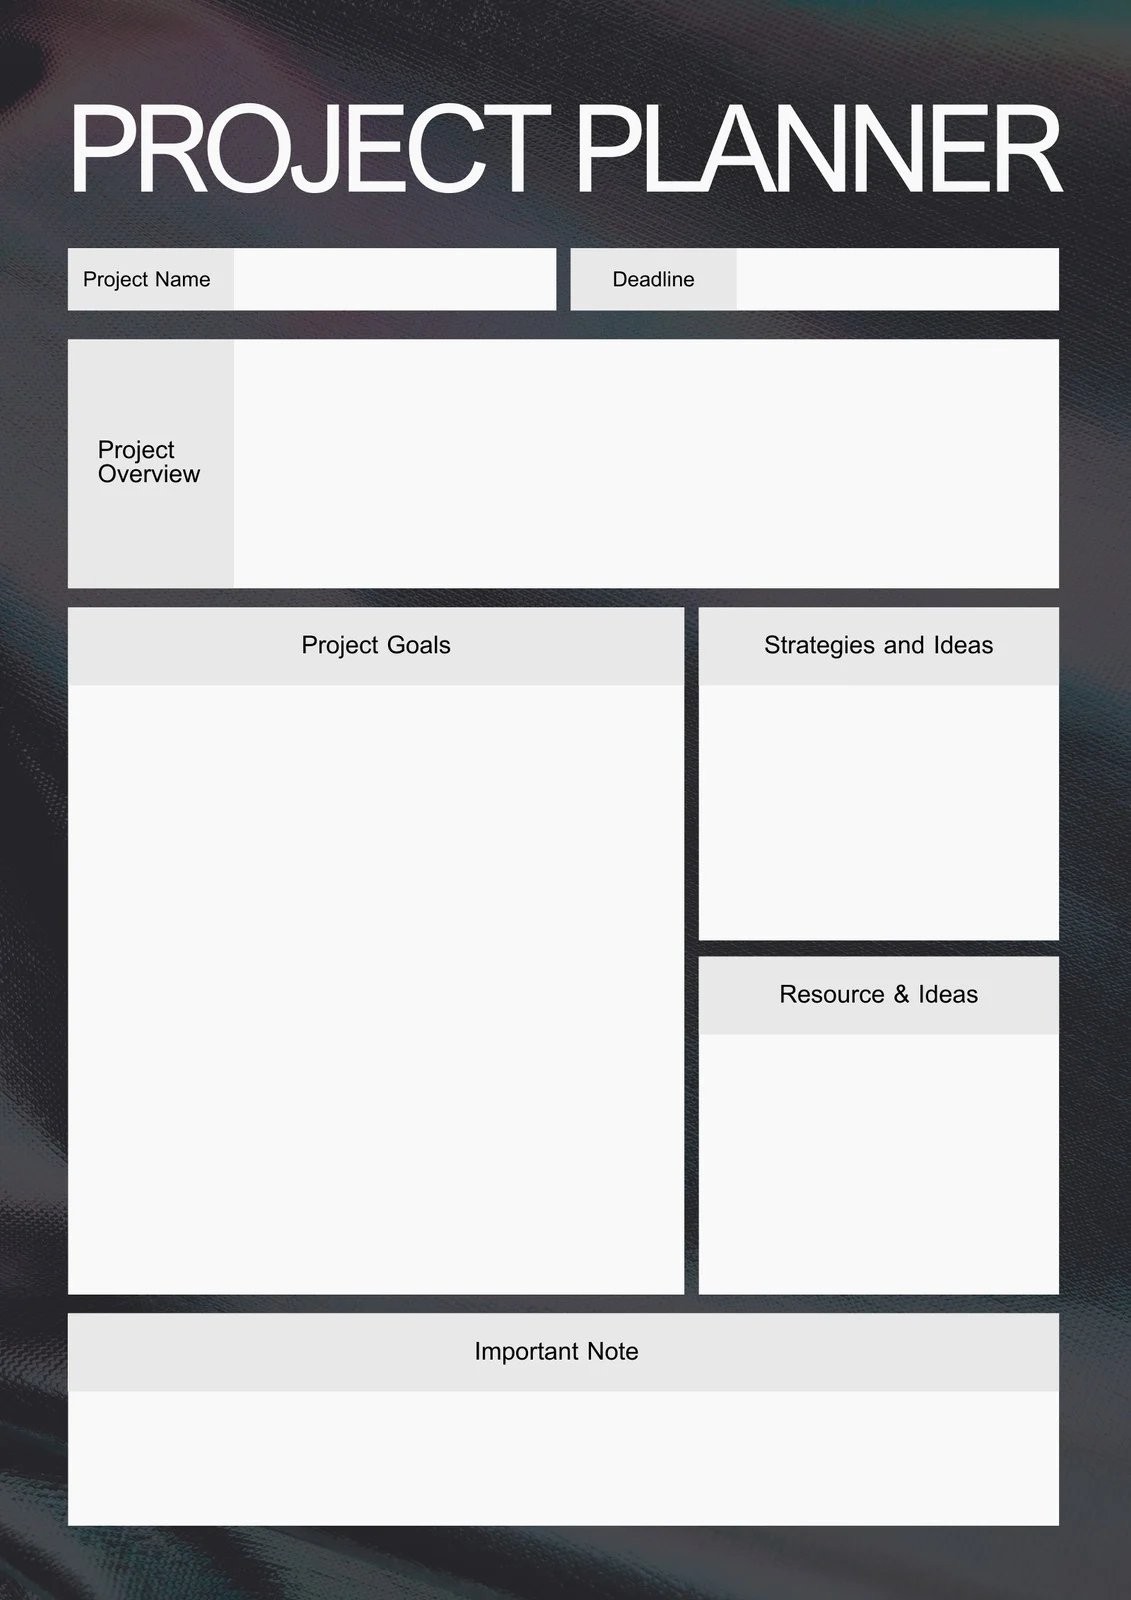 PROJECT PLANNER
Project Name
Deadline
Project
Overview
Project Goals
Strategies and Ideas
Resource & Ideas
Important Note